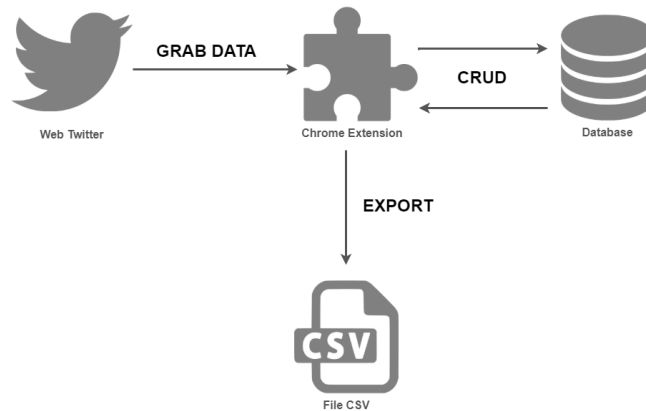 GRAB DATA
CRUD
Web Twitter
Chrome Extension
Database
EXPORT
CSV
File CSV